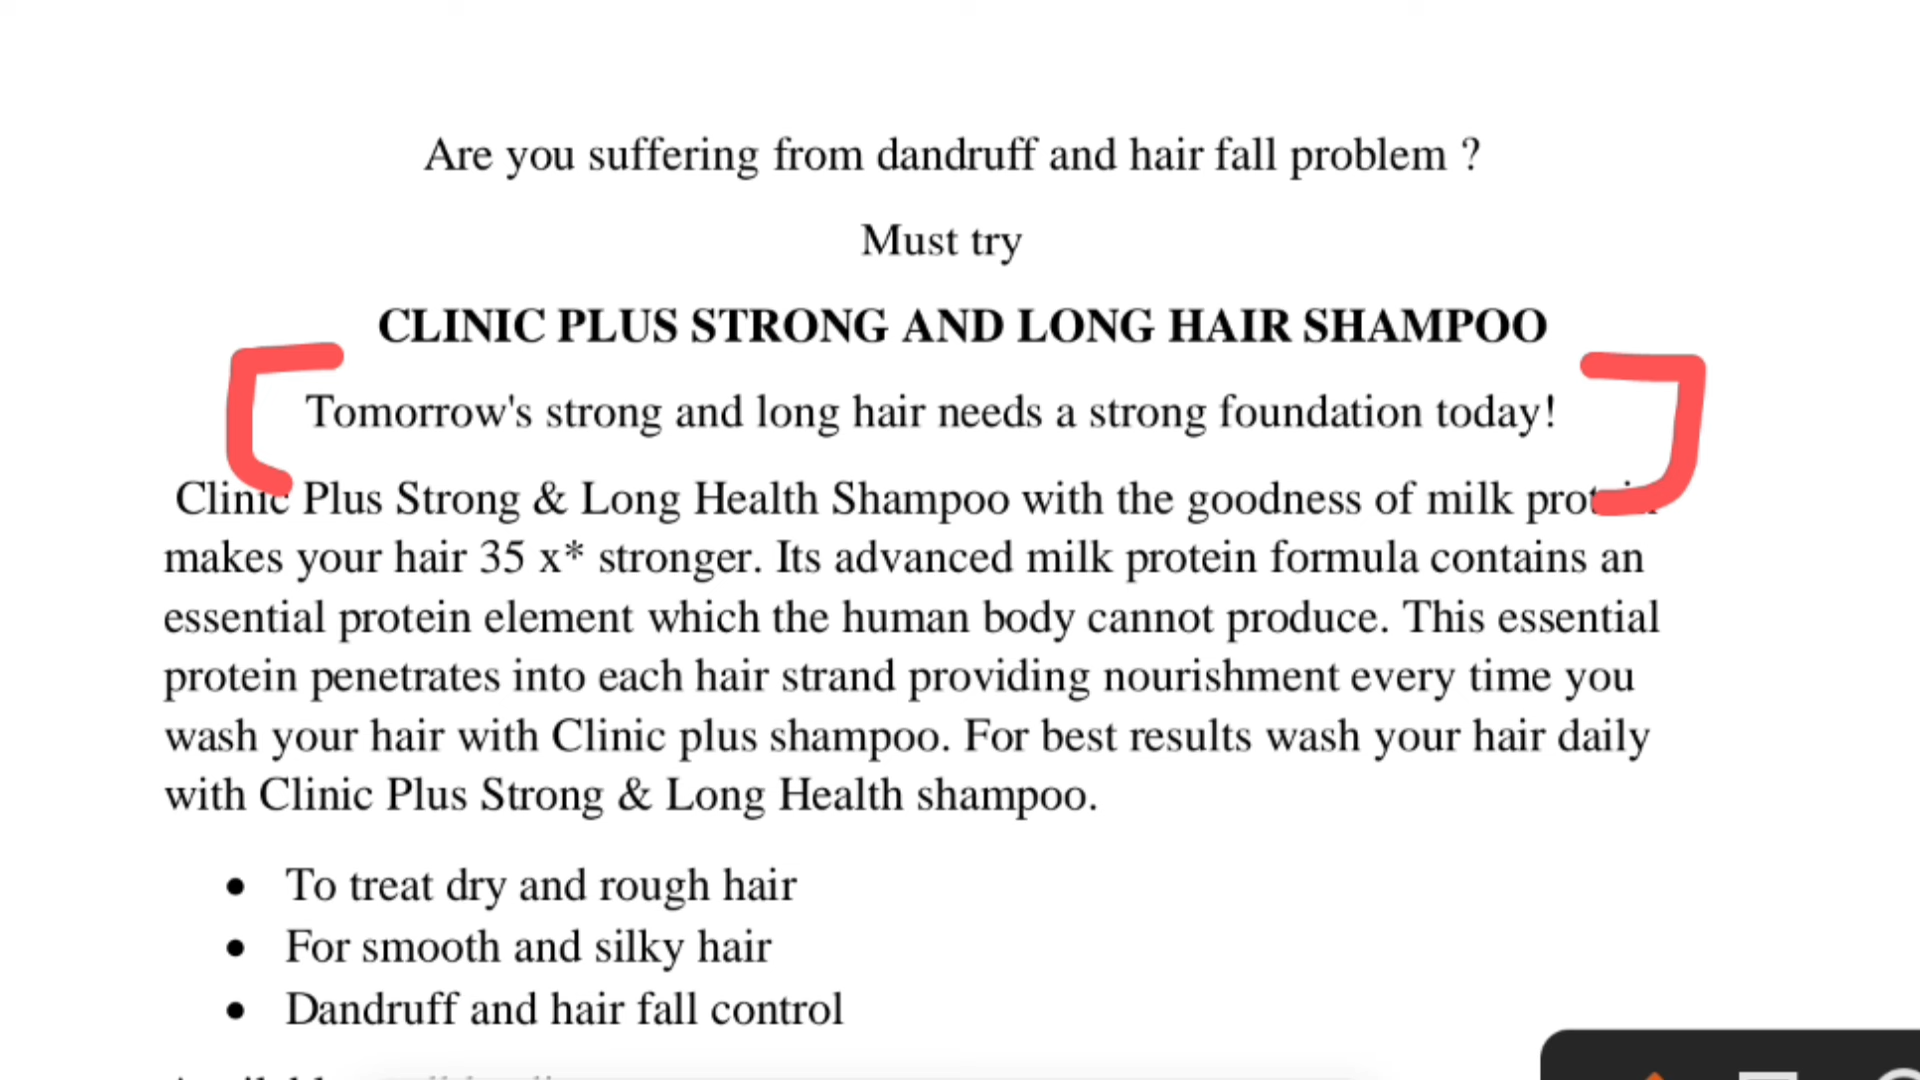 Are you suffering from dandruff and hair fall problem ?
Must try
CLINIC PLUS STRONG AND LONG HAIR SHAMPOO
Tomorrow's strong and long hair needs a strong foundation today!
Clinic Plus Strong & Long Health Shampoo with the goodness of milk protein
makes your hair 35 x* stronger. Its advanced milk protein formula contains an
essential protein element which the human body cannot produce. This essential
protein penetrates into each hair strand providing nourishment every time you
wash your hair with Clinic plus shampoo. For best results wash your hair daily
with Clinic Plus Strong & Long Health shampoo.
• To treat dry and rough hair
• For smooth and silky hair
• Dandruff and hair fall control